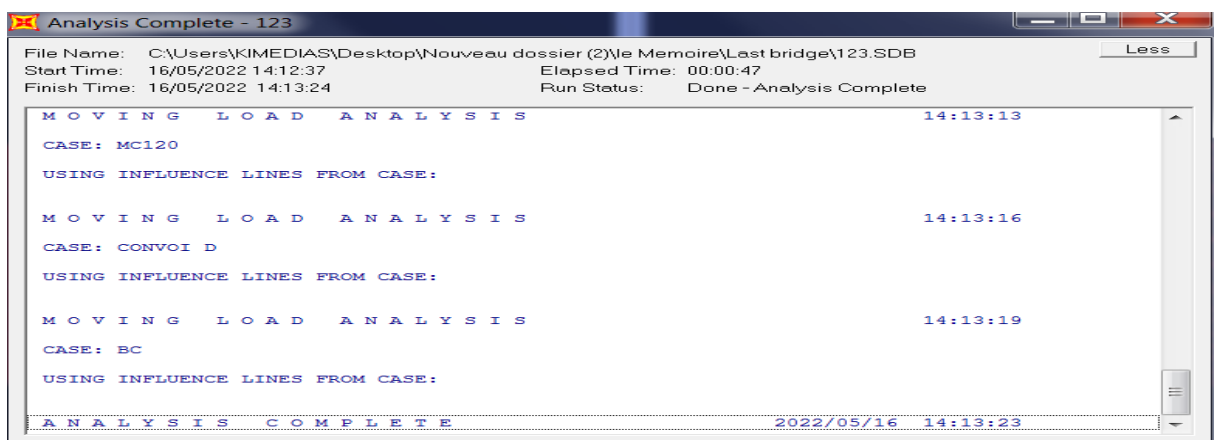 Analysis Complete - 123
File Name: C:\Users\KIMEDIAS\Desktop\Nouveau dossier (2)\le Memoire\Last bridge\123.SDB
Less
Start Time: 16/05/2022 14:12:37 Elapsed Time: 00:00:47
Finish Time: 16/05/2022 14:13:24 Run Status: Done - Analysis Complete
M O V I N G L O A D A N A L Y S I S 14:13:13
CASE: MC120
USING INFLUENCE LINES FROM CASE:
M O V I N G L O A D A N A L Y S I S 14:13:16
CASE: CONVOI D
USING INFLUENCE LINES FROM CASE:
M O V I N G L O A D A N A L Y S I S 14:13:19
CASE: BC
USING INFLUENCE LINES FROM CASE:
A N A L Y S I S C O M P L E T E 2022/05/16 14:13:23